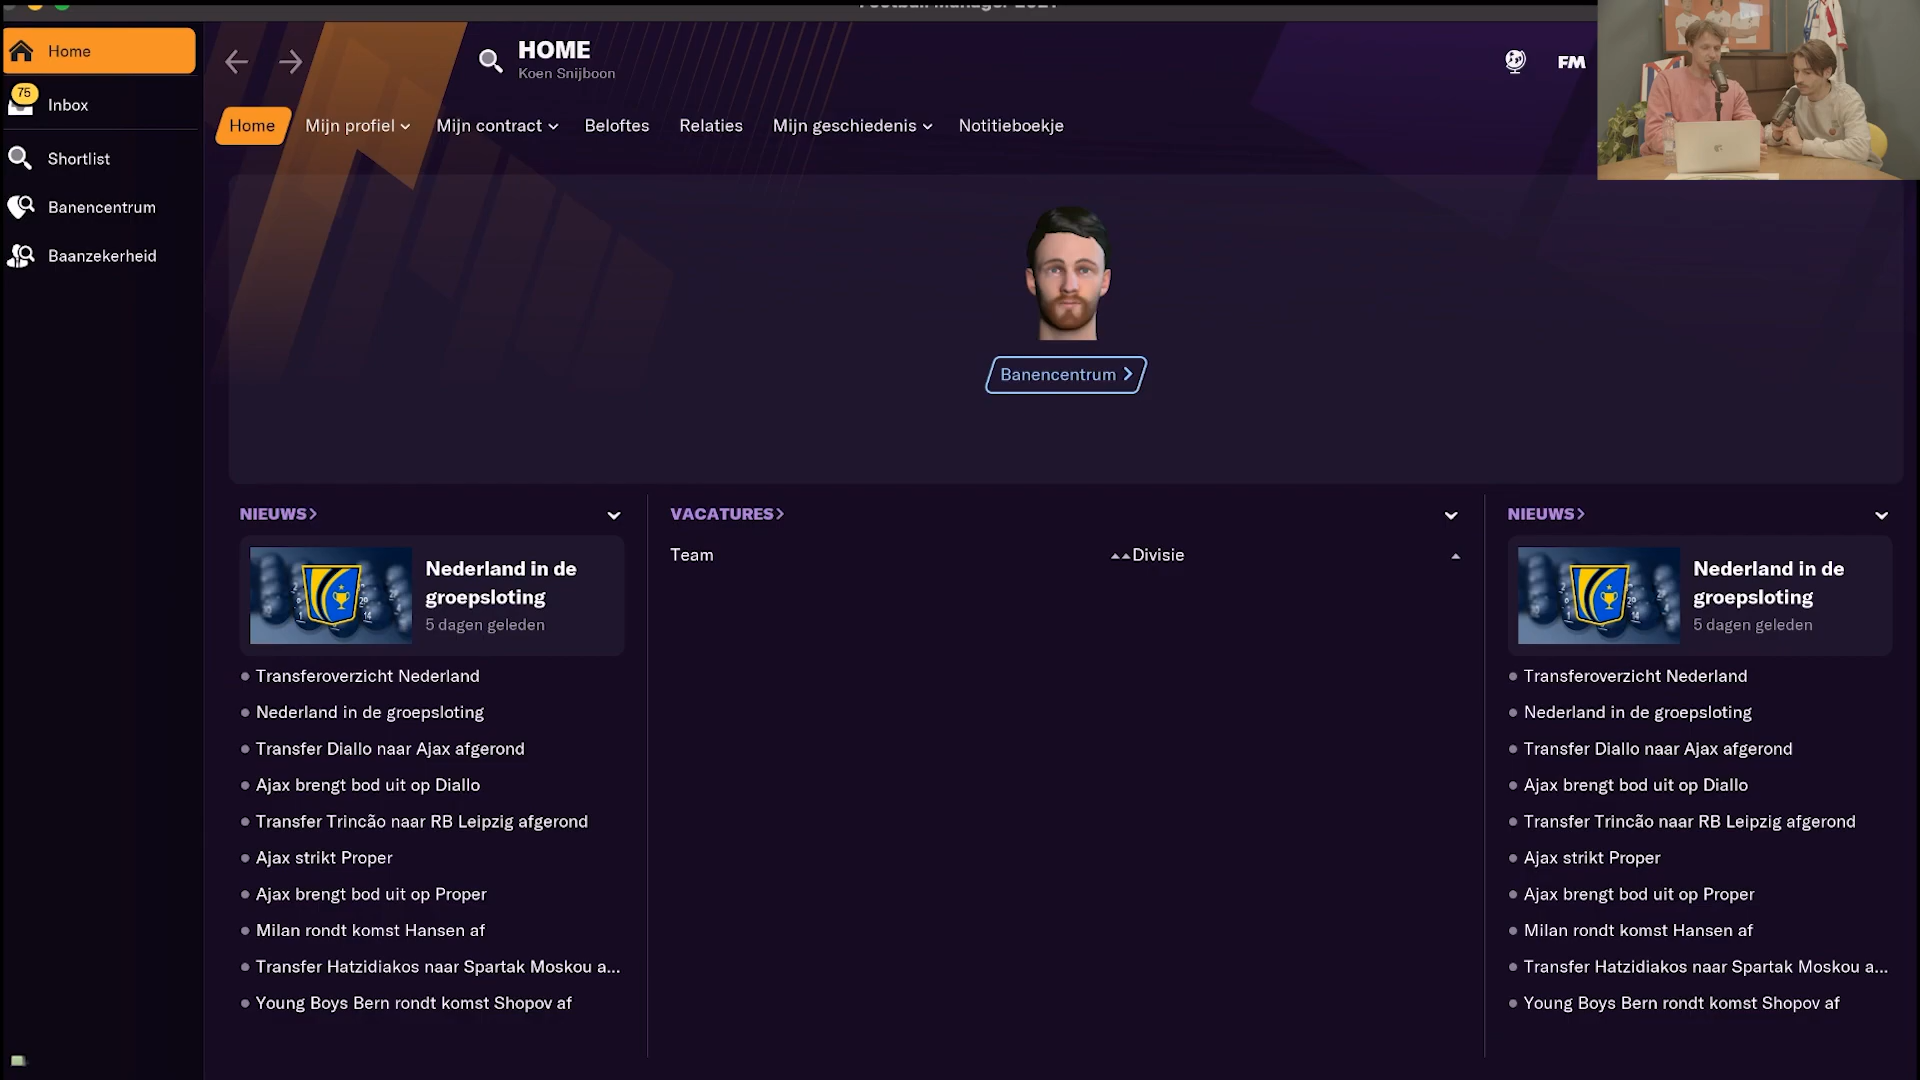 Football Manager 2021
Home
75
Inbox
Shortlist
Banencentrum
Baanzekerheid
HOME
Koen Snijboon
FM
Home
Mijn profiel
Mijn contract
Beloftes
Relaties
Mijn geschiedenis
Notitieboekje
Banencentrum
NIEUWS
Nederland in de
groepsloting
5 dagen geleden
Transferoverzicht Nederland
Nederland in de groepsloting
Transfer Diallo naar Ajax afgerond
Ajax brengt bod uit op Diallo
Transfer Trincão naar RB Leipzig afgerond
Ajax strikt Proper
Ajax brengt bod uit op Proper
Milan rondt komst Hansen af
Transfer Hatzidiakos naar Spartak Moskou a...
Young Boys Bern rondt komst Shopov af
VACATURES
Team
Divisie
NIEUWS
Nederland in de
groepsloting
5 dagen geleden
Transferoverzicht Nederland
Nederland in de groepsloting
Transfer Diallo naar Ajax afgerond
Ajax brengt bod uit op Diallo
Transfer Trincão naar RB Leipzig afgerond
Ajax strikt Proper
Ajax brengt bod uit op Proper
Milan rondt komst Hansen af
Transfer Hatzidiakos naar Spartak Moskou a...
Young Boys Bern rondt komst Shopov af